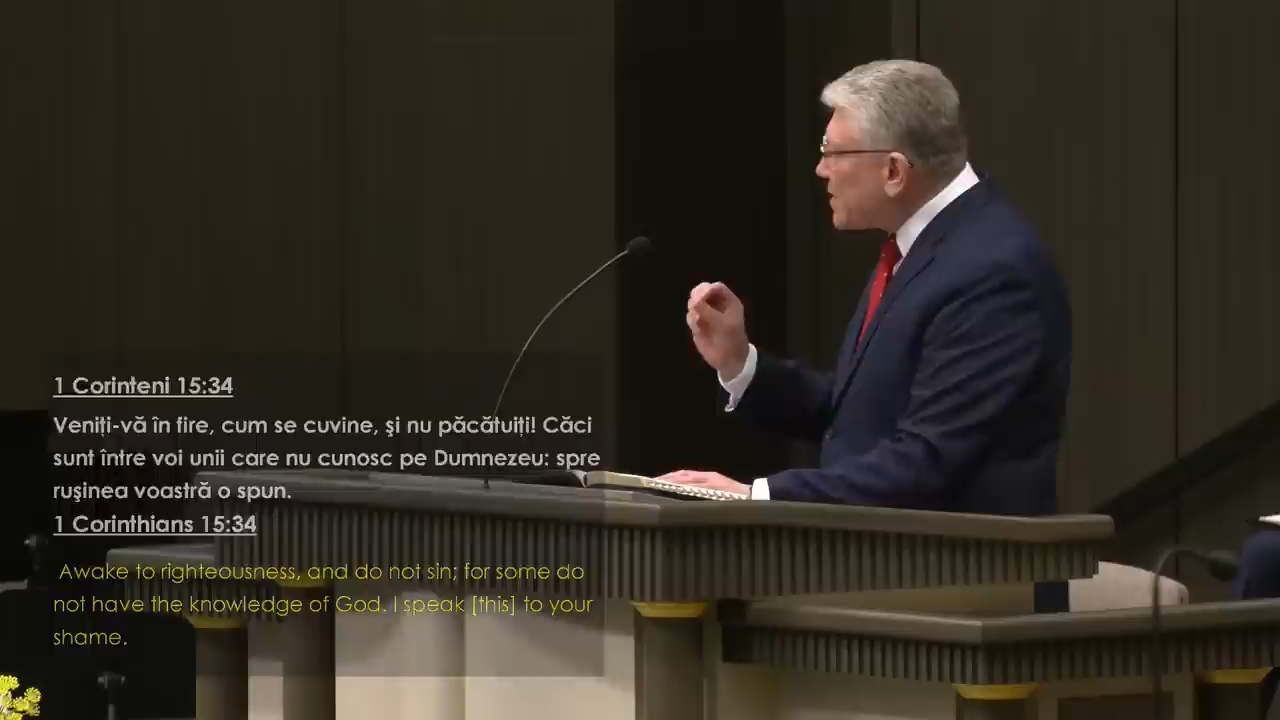 1 Corinteni 15:34
Veniți-vă în fire, cum se cuvine, şi nu păcătuiți! Căci
sunt între voi unii care nu cunosc pe Dumnezeu: spre
ruşinea voastră o spun.
1 Corinthians 15:34
Awake to righteousness, and do not sin; for some do
not have the knowledge of God. I speak [this] to your
shame.